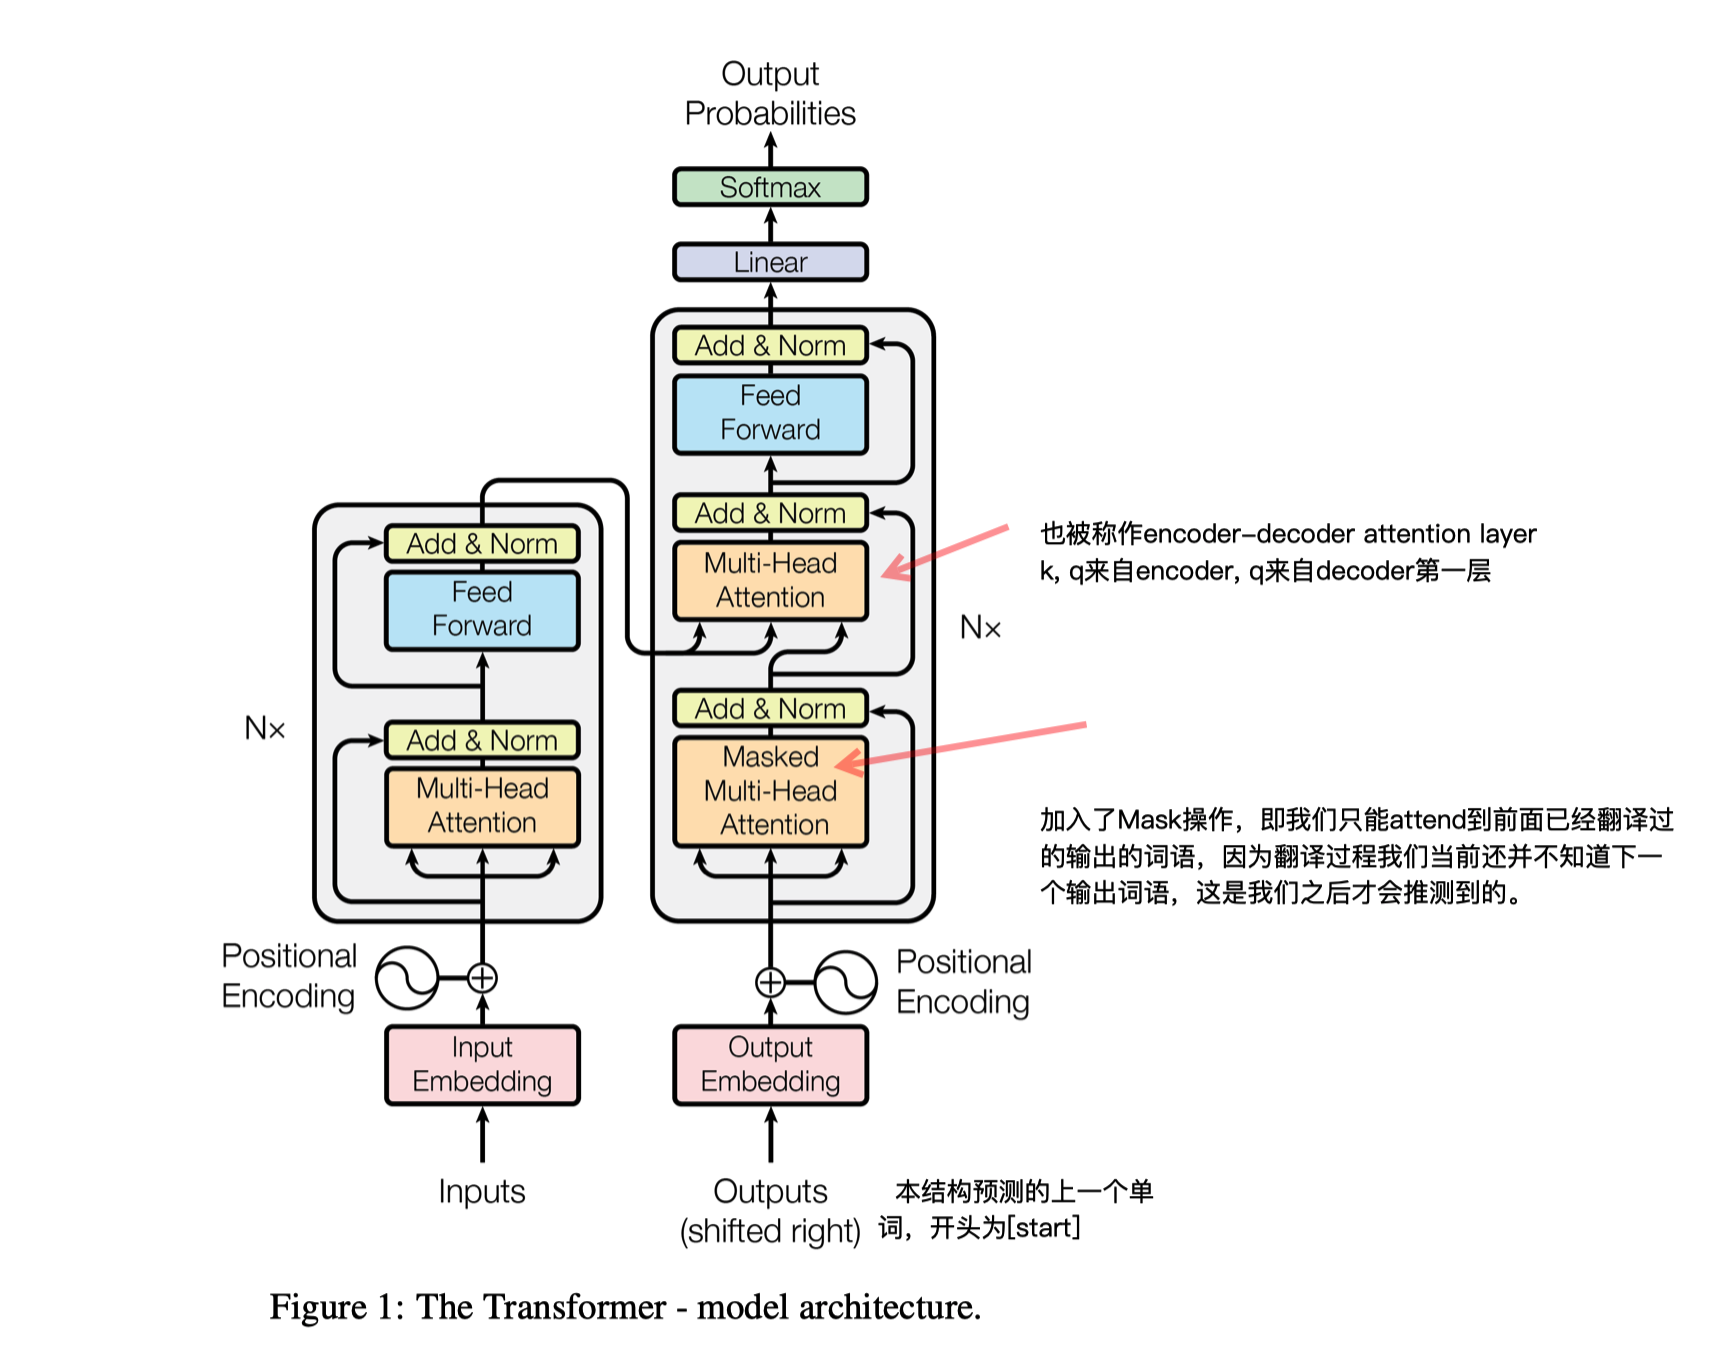 Output
Probabilities
Softmax
Linear
Add & Norm
Feed
Forward
Add & Norm
Multi-Head
Attention
也被称作encoder-decoder attention layer
k, q来自encoder, q来自decoder第一层
Nx
Add & Norm
Masked
Multi-Head
Attention
加入了Mask操作，即我们只能attend到前面已经翻译过
的输出的词语，因为翻译过程我们当前还并不知道下一
个输出词语，这是我们之后才会推测到的。
Add & Norm
Feed
Forward
Nx
Add & Norm
Multi-Head
Attention
Positional
Encoding
Positional
Encoding
Input
Embedding
Output
Embedding
Inputs
Outputs
(shifted right)
本结构预测的上一个单
词，开头为[start]
Figure 1: The Transformer - model architecture.